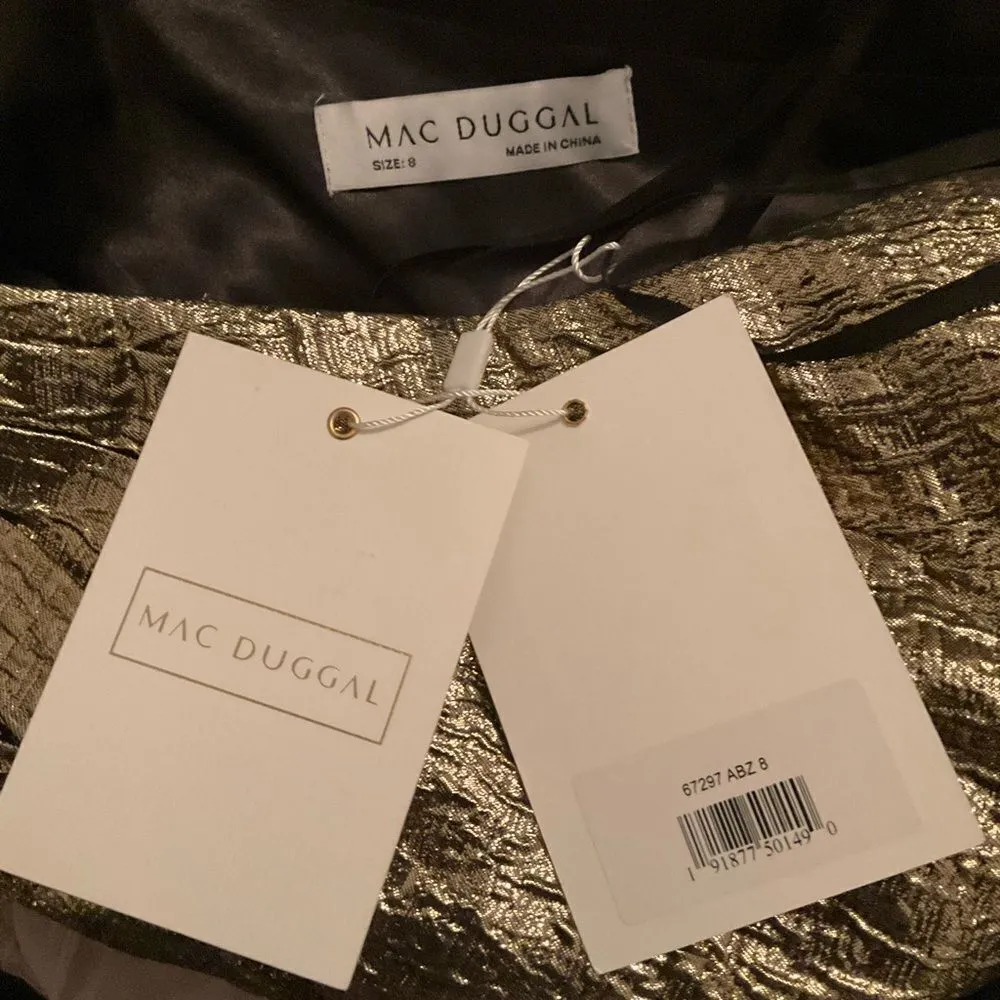 MAC DUGGAL
SIZE: 8 MADE IN CHINA
MAC DUGGAL
67297 ABZ 8
1 91877 50149 0